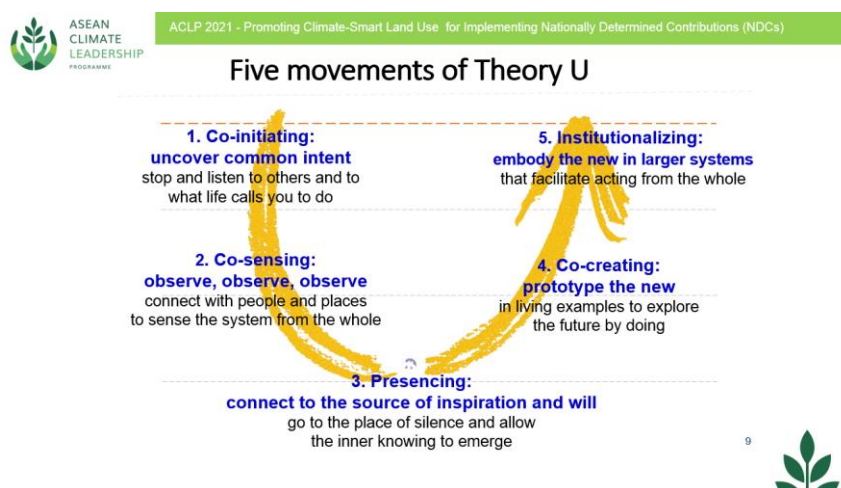 ASEAN
CLIMATE
LEADERSHIP
PROGRAMME
ACLP 2021 - Promoting Climate-Smart Land Use for Implementing Nationally Determined Contributions (NDCs)
Five movements of Theory U
1. Co-initiating:
uncover common intent
stop and listen to others and to
what life calls you to do
2. Co-sensing:
observe, observe, observe
connect with people and places
to sense the system from the whole
3. Presencing:
connect to the source of inspiration and will
go to the place of silence and allow
the inner knowing to emerge
4. Co-creating:
prototype the new
in living examples to explore
the future by doing
5. Institutionalizing:
embody the new in larger systems
that facilitate acting from the whole
9